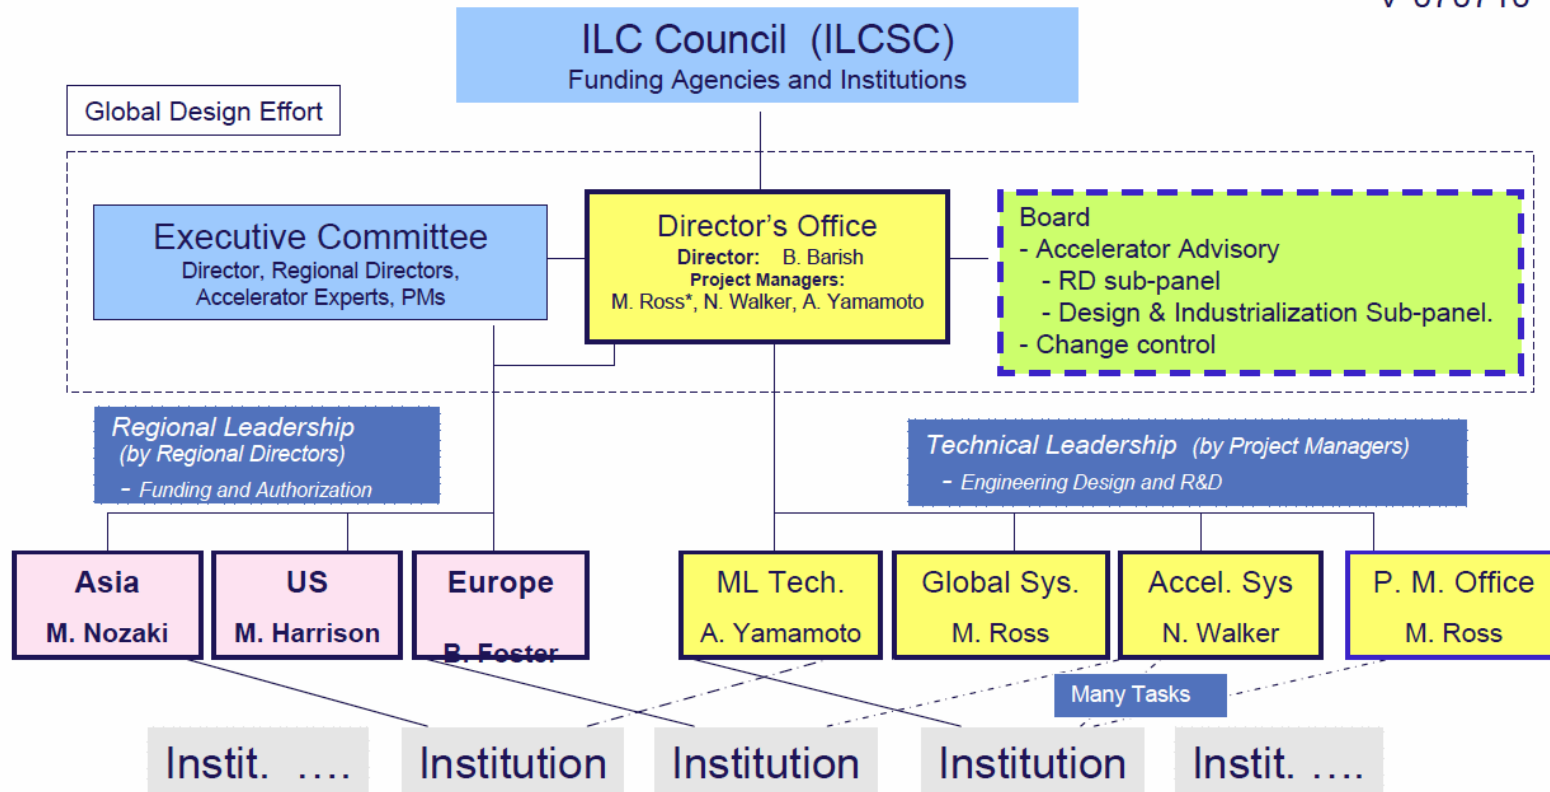 ILC Council (ILCSC)
Funding Agencies and Institutions
Global Design Effort
Executive Committee
Director, Regional Directors,
Accelerator Experts, PMs
Director's Office
Director: B. Barish
Project Managers:
M. Ross*, N. Walker, A. Yamamoto
Board
- Accelerator Advisory
- RD sub-panel
- Design & Industrialization Sub-panel.
- Change control
Regional Leadership
(by Regional Directors)
- Funding and Authorization
Technical Leadership (by Project Managers)
- Engineering Design and R&D
Asia
M. Nozaki
US
M. Harrison
Europe
B. Foster
ML Tech.
A. Yamamoto
Global Sys.
M. Ross
Accel. Sys
N. Walker
P. M. Office
M. Ross
Many Tasks
Instit. ....
Institution
Institution
Institution
Instit. ....